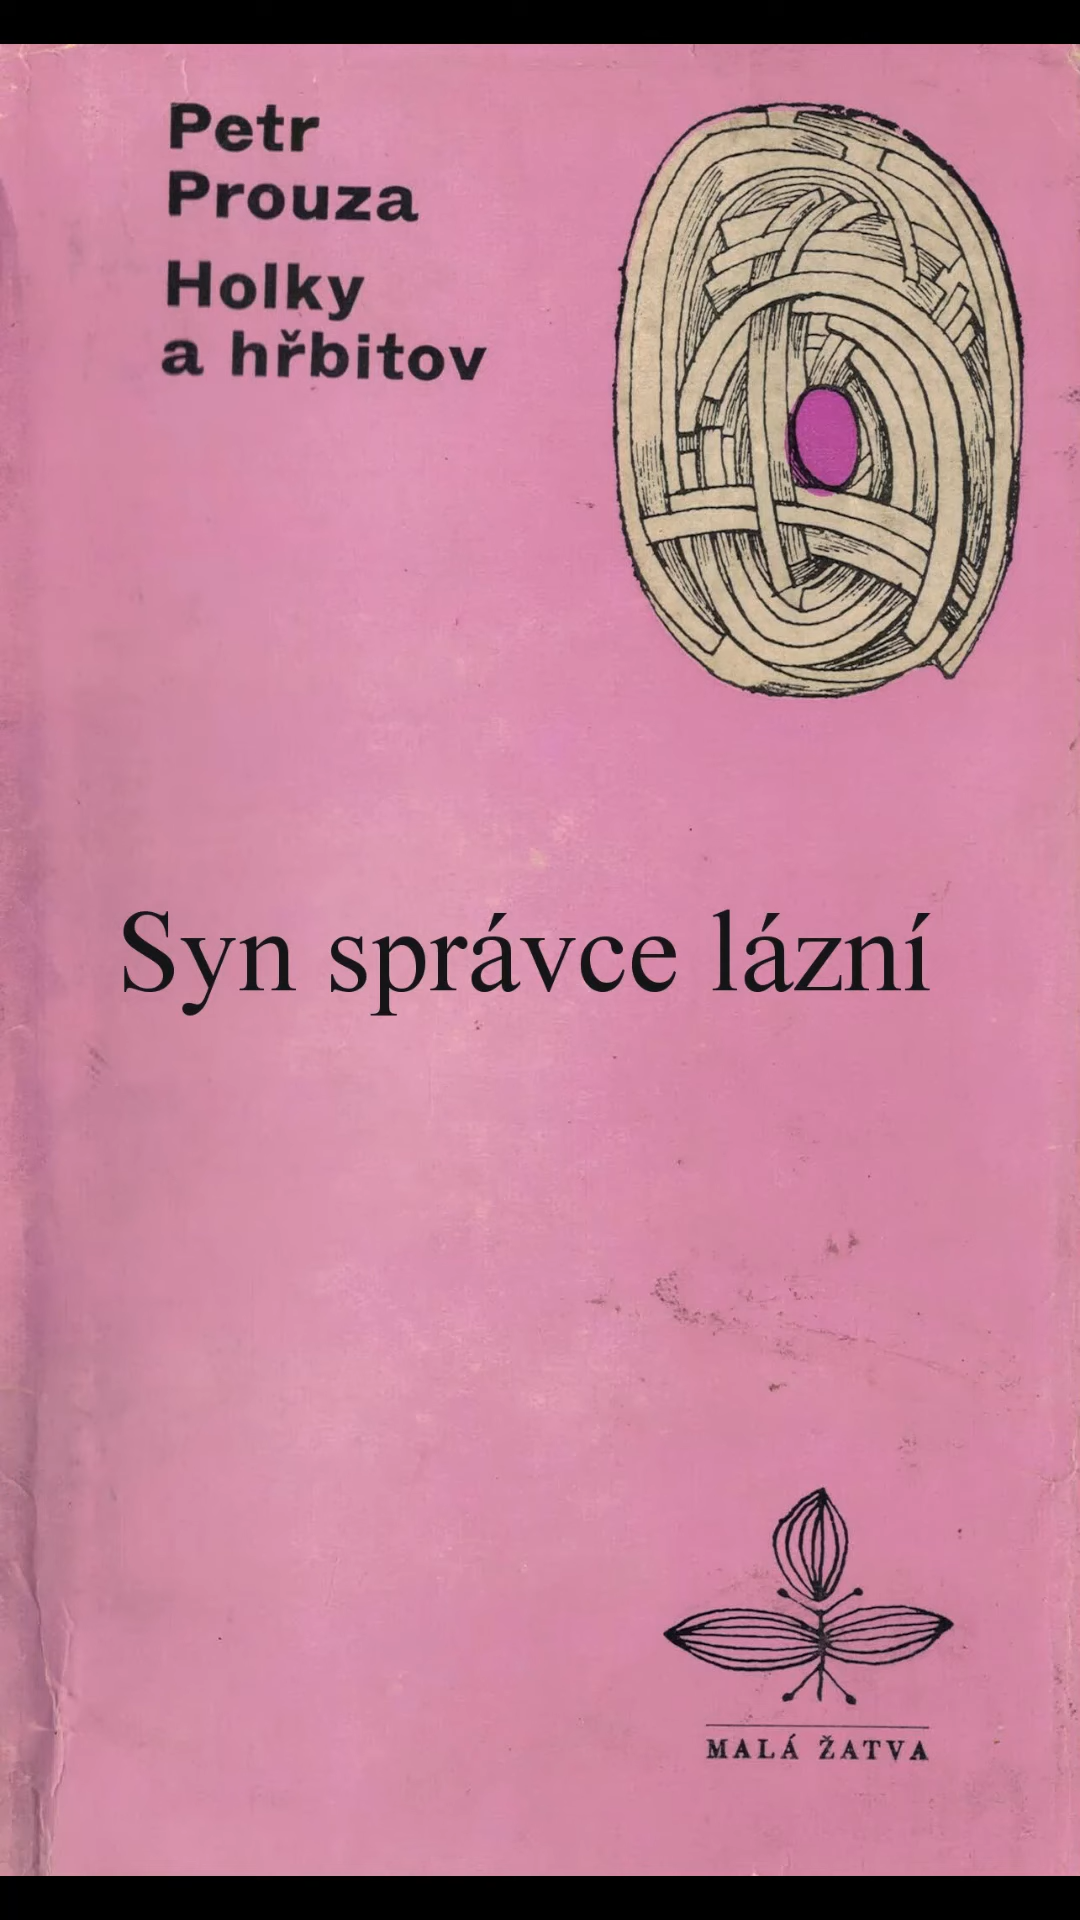 Petr
Prouza
Holky
a hřbitov
Syn správce lázní
MALÁ ŽATVA